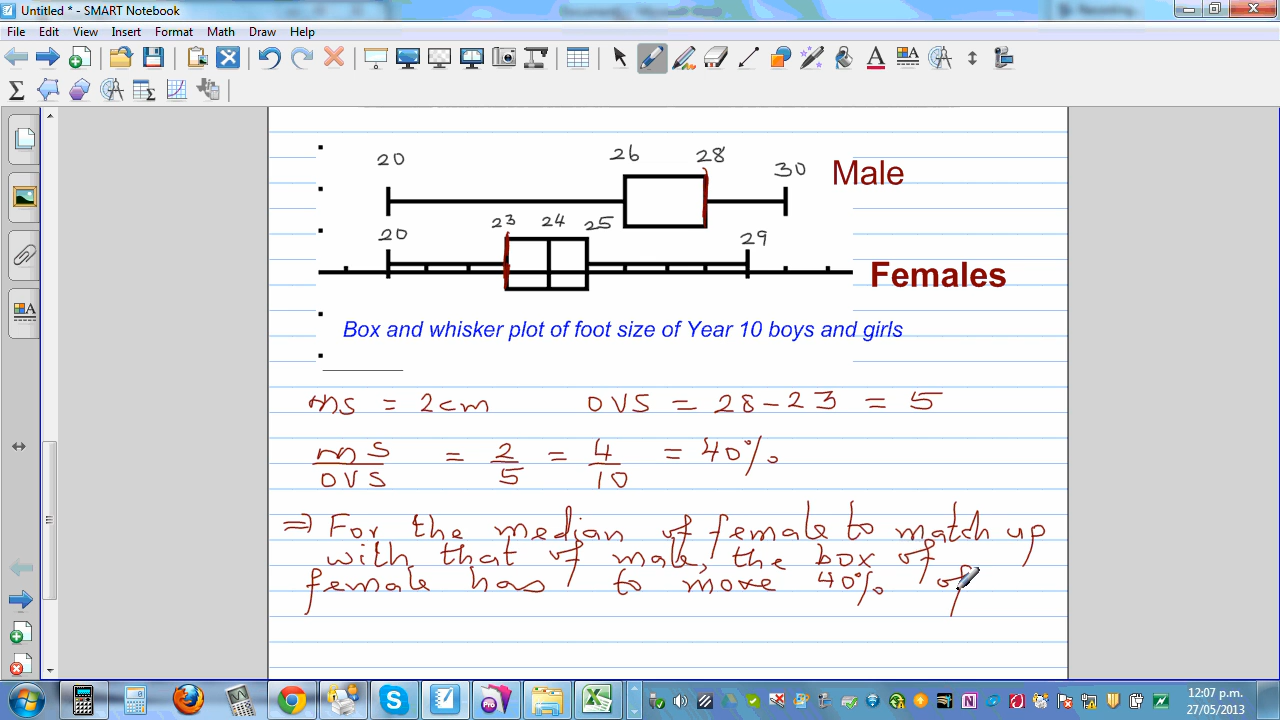 Untitled * - SMART Notebook
File Edit View Insert Format Math Draw Help
20 26 28 30 Male
20 23 24 25 29
Females
Box and whisker plot of foot size of Year 10 boys and girls
ms = 2cm OVS = 28-23 = 5
ms/OVS = 2/5 = 4/10 = 40%
⇒ For the median of female to match up
with that of male, the box of
female has to move 40% of
12:07 p.m.
27/05/2013